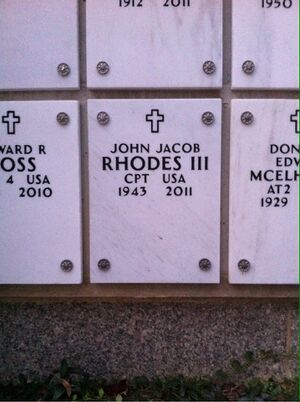 1912 2011
1950
WARD R
OSS
4 USA
2010
JOHN JACOB
RHODES III
CPT USA
1943 2011
DON
EDW
MCELH
AT2
1929